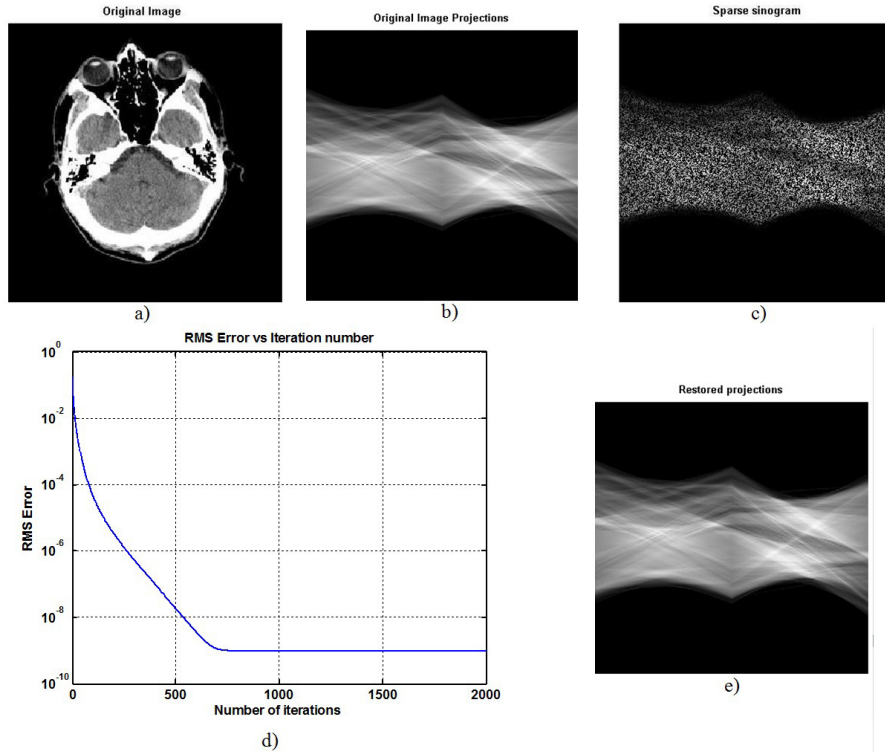 Original Image
Original Image Projections
Sparse sinogram
a)
b)
c)
RMS Error vs Iteration number
RMS Error
10^0
10^-2
10^-4
10^-6
10^-8
10^-10
0
500
1000
1500
2000
Number of iterations
d)
Restored projections
e)